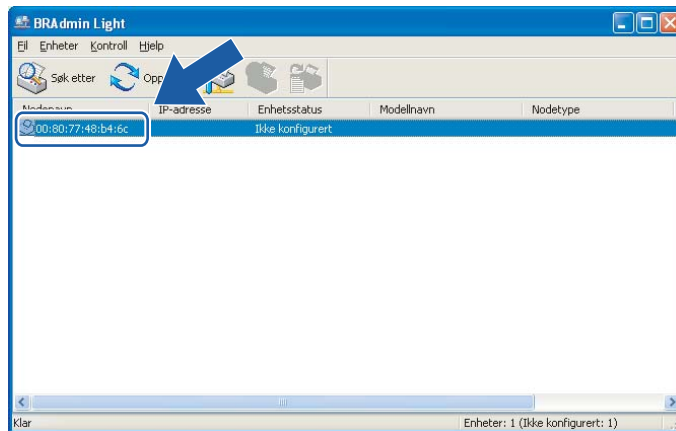 BRAdmin Light
Fil Enheter Kontroll Hjelp
Søk etter
IP-adresse Enhetsstatus Modellnavn Nodetype
00:80:77:48:b4:6c Ikke konfigurert
Klar Enheter: 1 (Ikke konfigurert: 1)